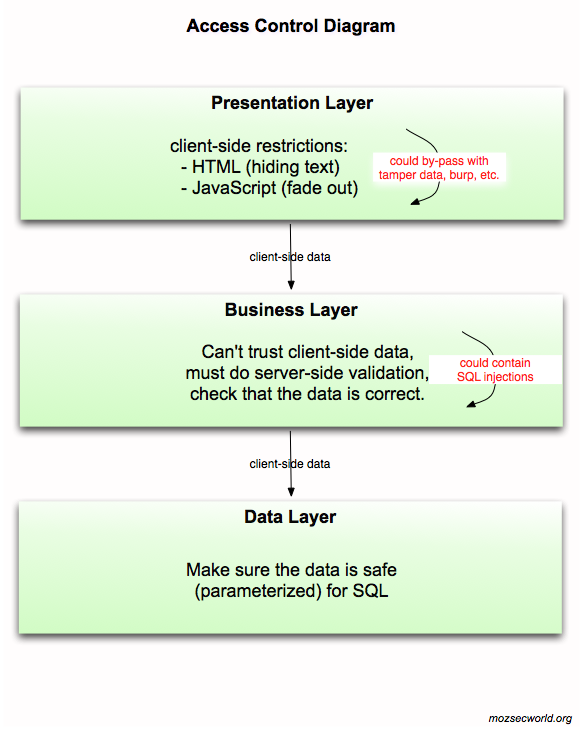 Access Control Diagram
Presentation Layer
client-side restrictions:
- HTML (hiding text)
- JavaScript (fade out)
could by-pass with
tamper data, burp, etc.
client-side data
Business Layer
Can't trust client-side data,
must do server-side validation,
check that the data is correct.
could contain
SQL injections
client-side data
Data Layer
Make sure the data is safe
(parameterized) for SQL
mozsecworld.org